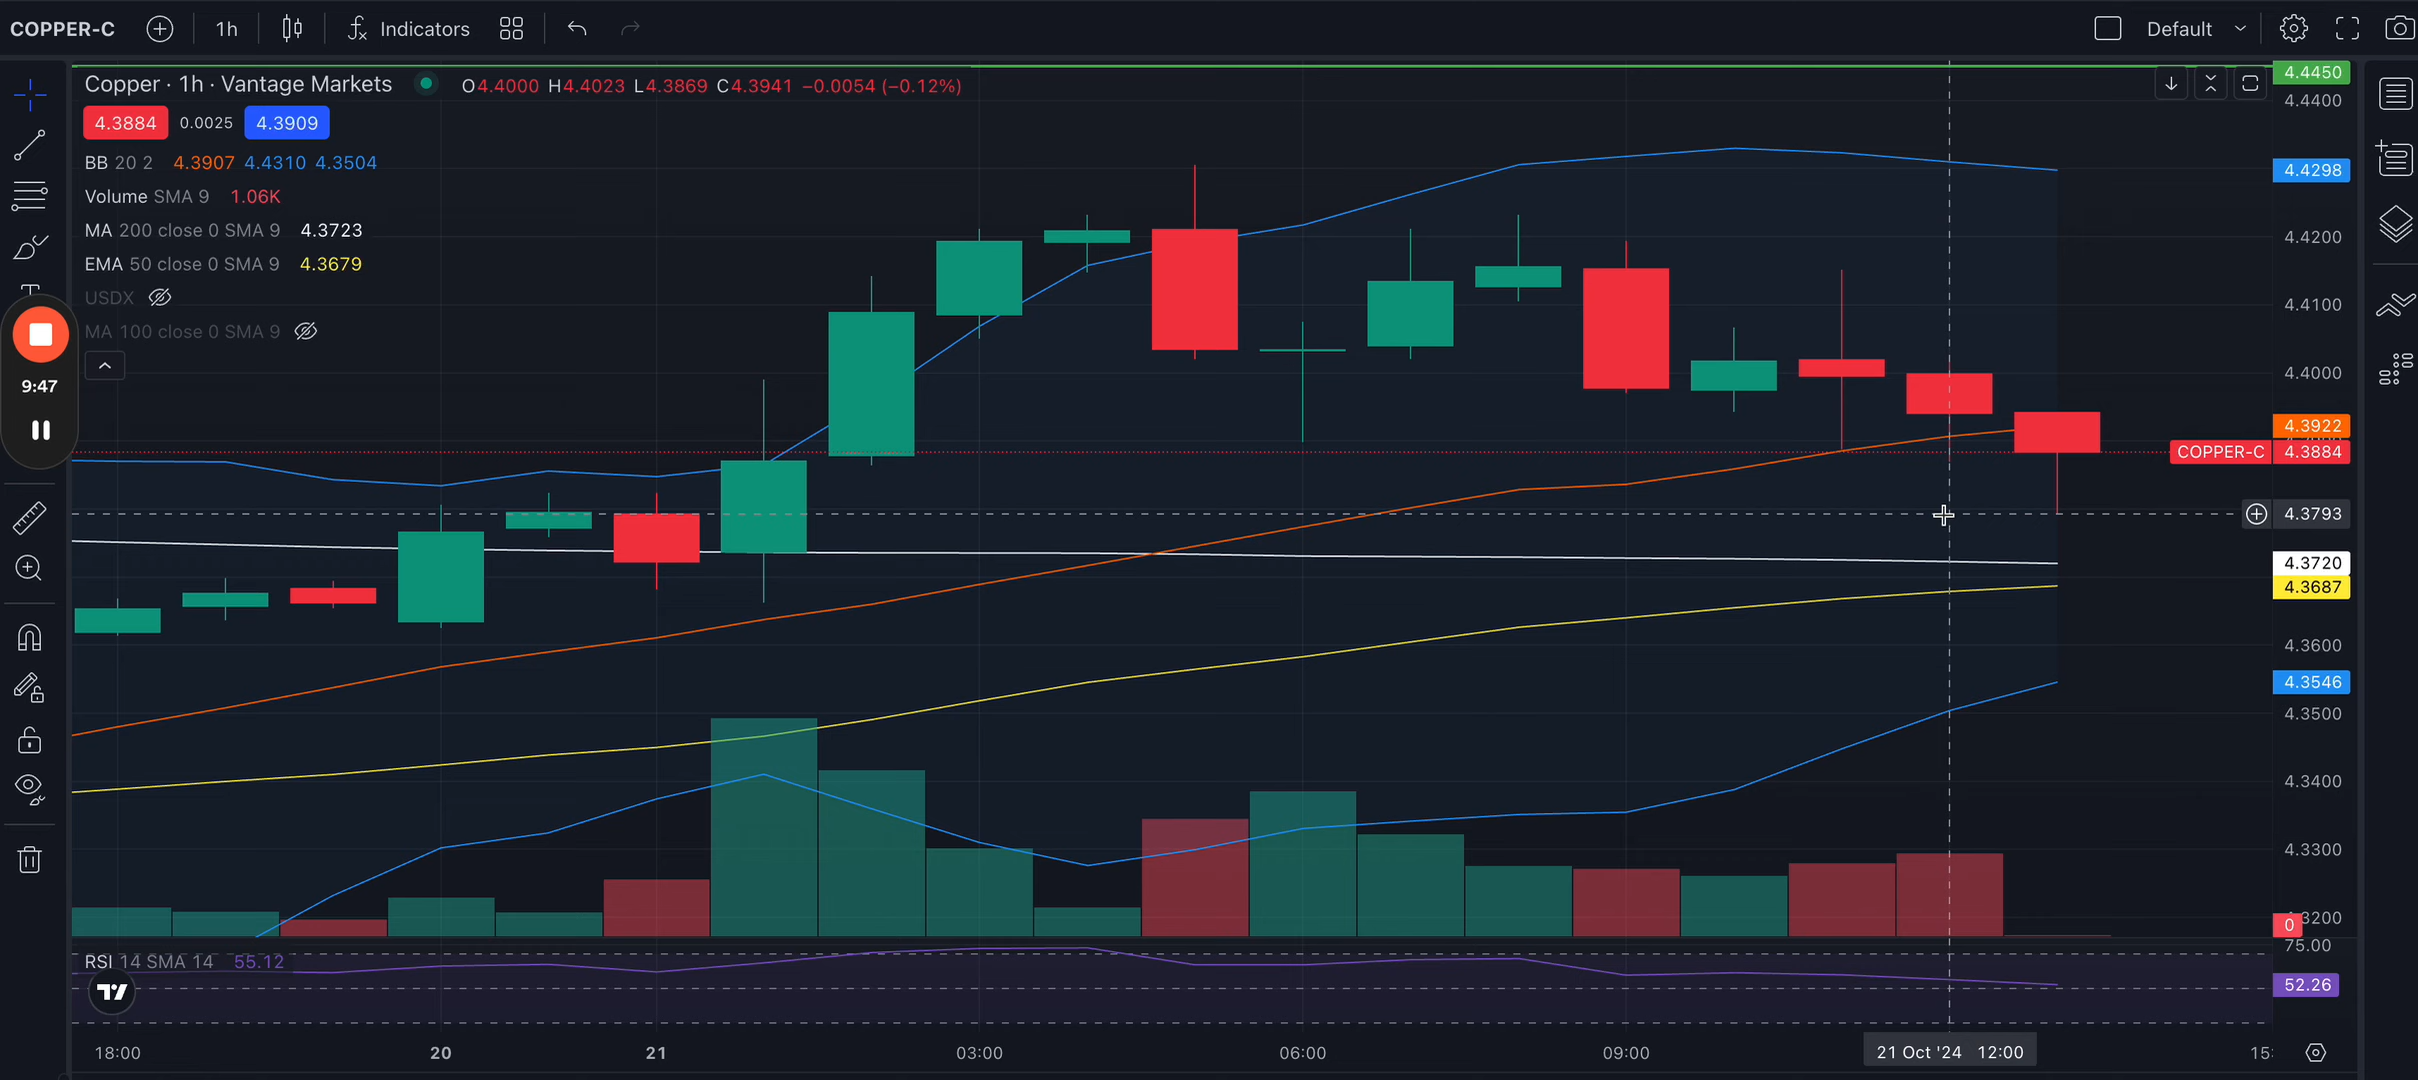 COPPER-C 1h Indicators Default
Copper · 1h · Vantage Markets O4.4000 H4.4023 L4.3869 C4.3941 −0.0054 (−0.12%)
4.3884 0.0025 4.3909
BB 20 2 4.3907 4.4310 4.3504
Volume SMA 9 1.06K
MA 200 close 0 SMA 9 4.3723
EMA 50 close 0 SMA 9 4.3679
USDX
MA 100 close 0 SMA 9
9:47
4.4450
4.4400
4.4298
4.4200
4.4100
4.4000
4.3922
COPPER-C 4.3884
4.3793
4.3720
4.3687
4.3600
4.3546
4.3500
4.3400
4.3300
0 3200
75.00
RSI 14 SMA 14 55.12
52.26
18:00 20 21 03:00 06:00 09:00 21 Oct '24 12:00 15: